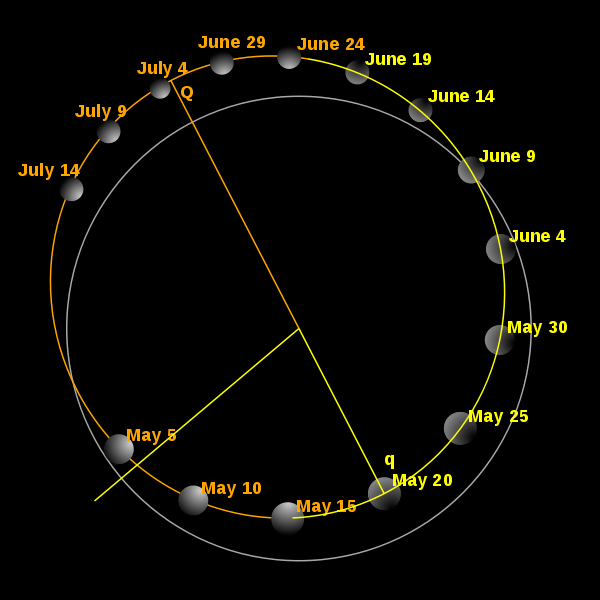 June 29
June 24
June 19
July 4
Q
June 14
July 9
June 9
July 14
June 4
May 30
May 25
May 5
q
May 20
May 10
May 15